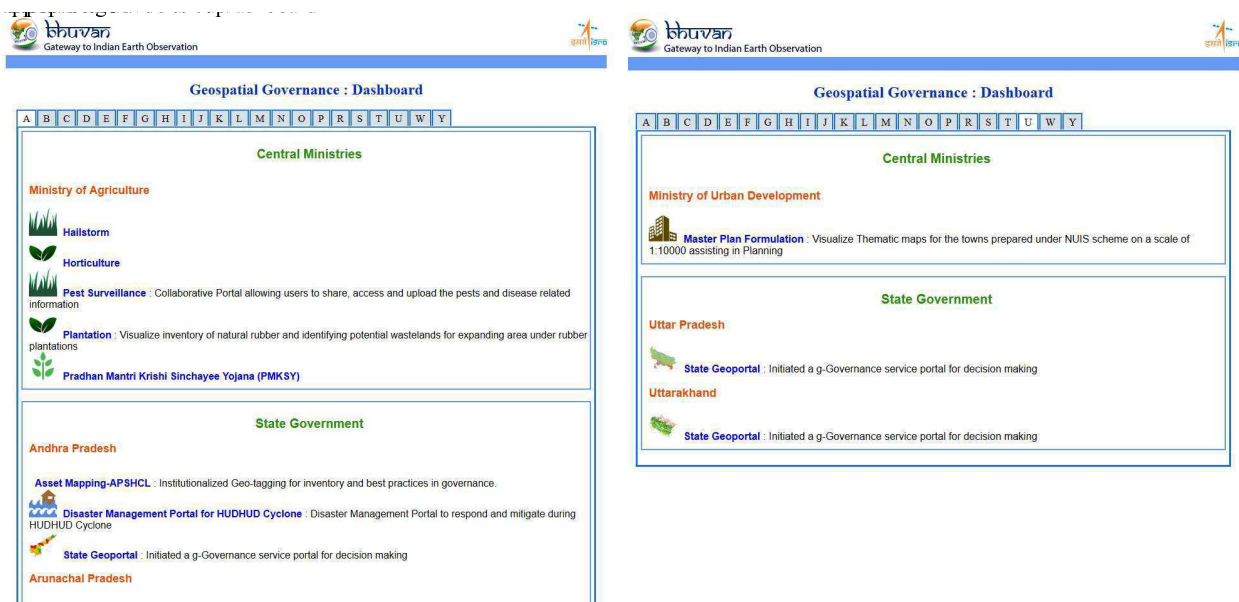 bhuvan
Gateway to Indian Earth Observation
इसरो isro
Geospatial Governance : Dashboard
A B C D E F G H I J K L M N O P R S T U W Y
Central Ministries
Ministry of Agriculture
Hailstorm
Horticulture
Pest Surveillance : Collaborative Portal allowing users to share, access and upload the pests and disease related
information
Plantation : Visualize inventory of natural rubber and identifying potential wastelands for expanding area under rubber
plantations
Pradhan Mantri Krishi Sinchayee Yojana (PMKSY)
State Government
Andhra Pradesh
Asset Mapping-APSHCL : Institutionalized Geo-tagging for inventory and best practices in governance.
Disaster Management Portal for HUDHUD Cyclone : Disaster Management Portal to respond and mitigate during
HUDHUD Cyclone
State Geoportal : Initiated a g-Governance service portal for decision making
Arunachal Pradesh
bhuvan
Gateway to Indian Earth Observation
इसरो isro
Geospatial Governance : Dashboard
A B C D E F G H I J K L M N O P R S T U W Y
Central Ministries
Ministry of Urban Development
Master Plan Formulation : Visualize Thematic maps for the towns prepared under NUIS scheme on a scale of
1:10000 assisting in Planning
State Government
Uttar Pradesh
State Geoportal : Initiated a g-Governance service portal for decision making
Uttarakhand
State Geoportal : Initiated a g-Governance service portal for decision making